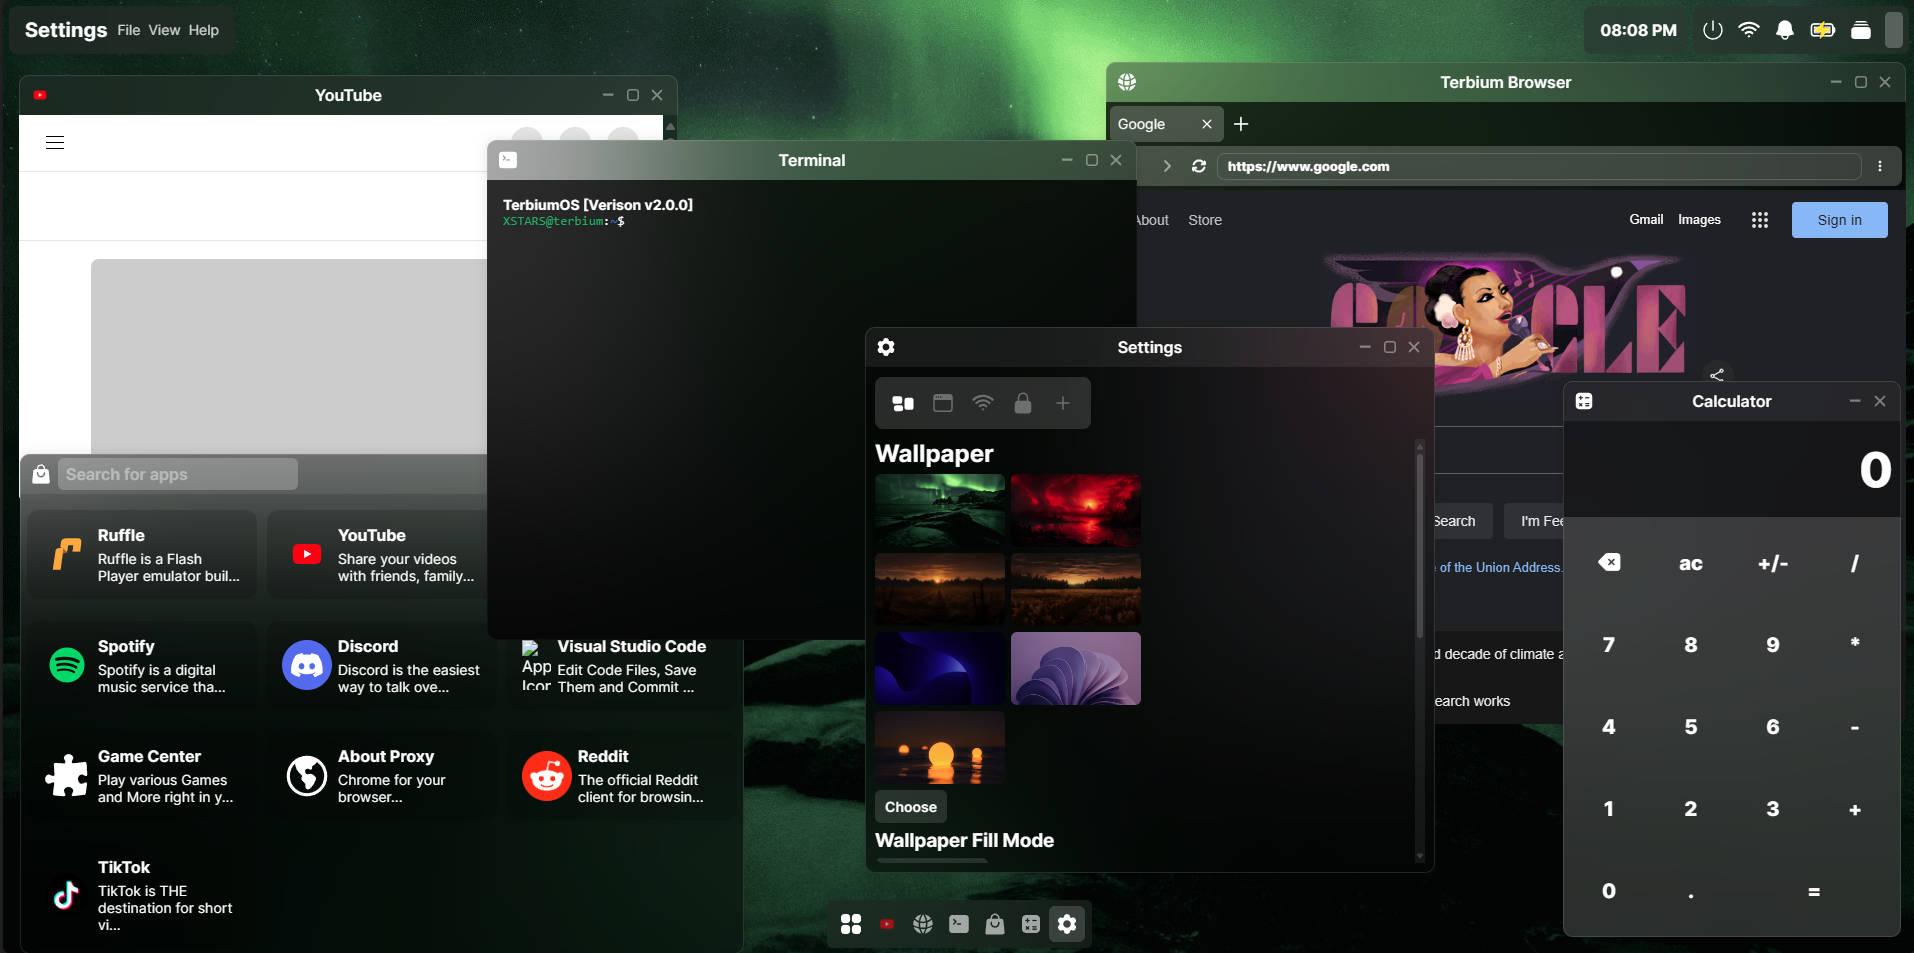 Settings File View Help
08:08 PM
YouTube
Terbium Browser
Google
https://www.google.com
About Store
Gmail Images
Sign in
Terminal
TerbiumOS [Verison v2.0.0]
XSTARS@terbium:~$
GOOGLE
Settings
Wallpaper
Choose
Wallpaper Fill Mode
Search
I'm Fee
e of the Union Address.
d decade of climate a
earch works
Calculator
0
ac +/- /
7 8 9 *
4 5 6 -
1 2 3 +
0 . =
Search for apps
Ruffle
Ruffle is a Flash
Player emulator buil...
YouTube
Share your videos
with friends, family...
Spotify
Spotify is a digital
music service tha...
Discord
Discord is the easiest
way to talk ove...
App
Icon
Visual Studio Code
Edit Code Files, Save
Them and Commit ...
Game Center
Play various Games
and More right in y...
About Proxy
Chrome for your
browser...
Reddit
The official Reddit
client for browsin...
TikTok
TikTok is THE
destination for short
vi...